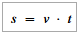 s = v · t